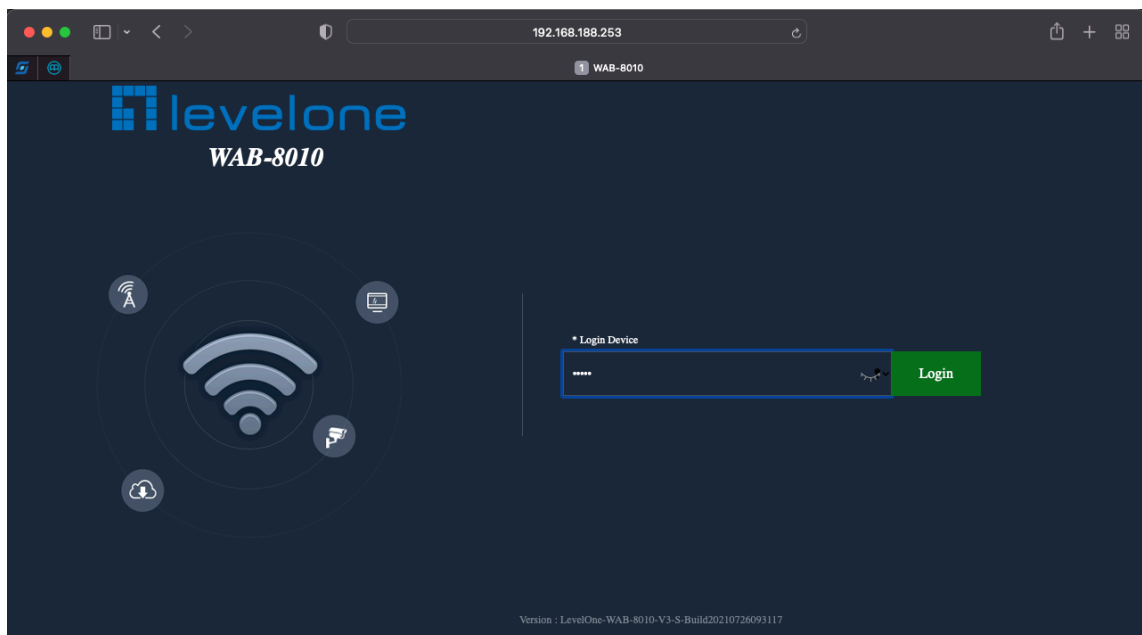 192.168.188.253
1 WAB-8010
levelone
WAB-8010
* Login Device
•••••
Login
Version : LevelOne-WAB-8010-V3-S-Build20210726093117